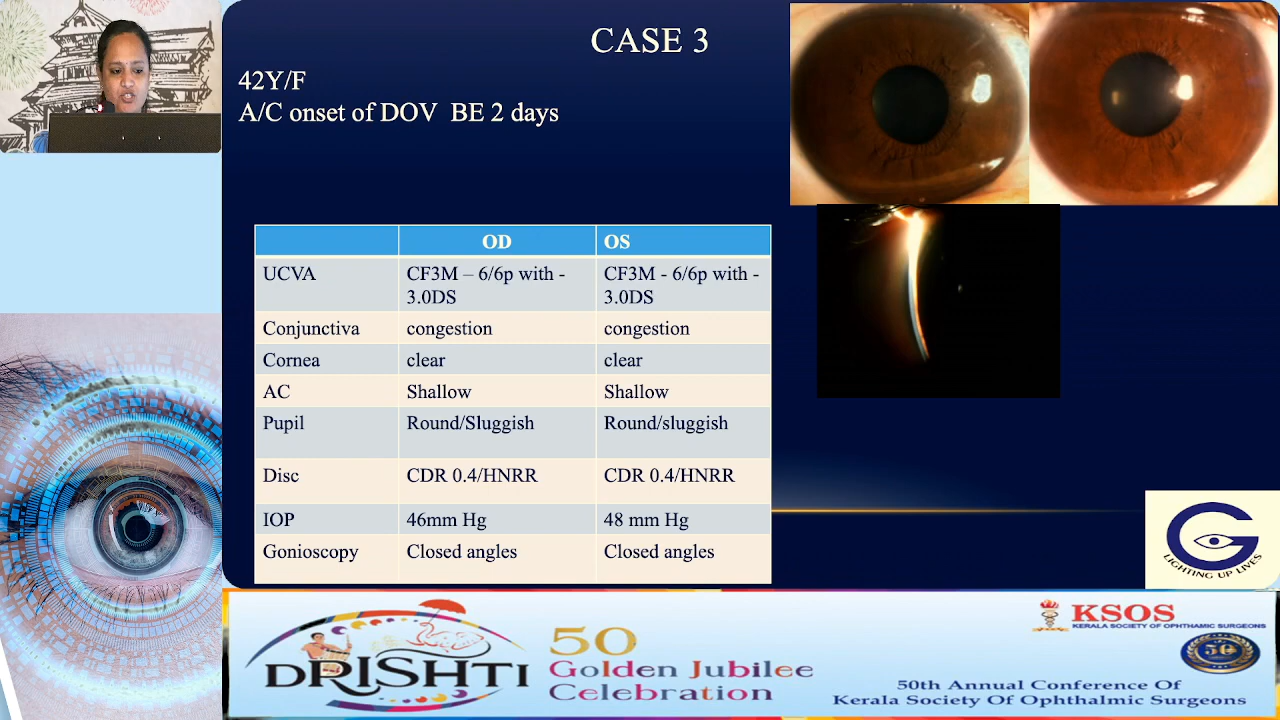 CASE 3
42Y/F
A/C onset of DOV BE 2 days
OD OS
UCVA CF3M – 6/6p with - CF3M - 6/6p with -
3.0DS 3.0DS
Conjunctiva congestion congestion
Cornea clear clear
AC Shallow Shallow
Pupil Round/Sluggish Round/sluggish
Disc CDR 0.4/HNRR CDR 0.4/HNRR
IOP 46mm Hg 48 mm Hg
Gonioscopy Closed angles Closed angles
G
LIGHTING UP LIVES
DRISHTI
50
Golden Jubilee
Celebration
KSOS
KERALA SOCIETY OF OPHTHAMIC SURGEONS
50
50th Annual Conference Of
Kerala Society Of Ophthalmic Surgeons